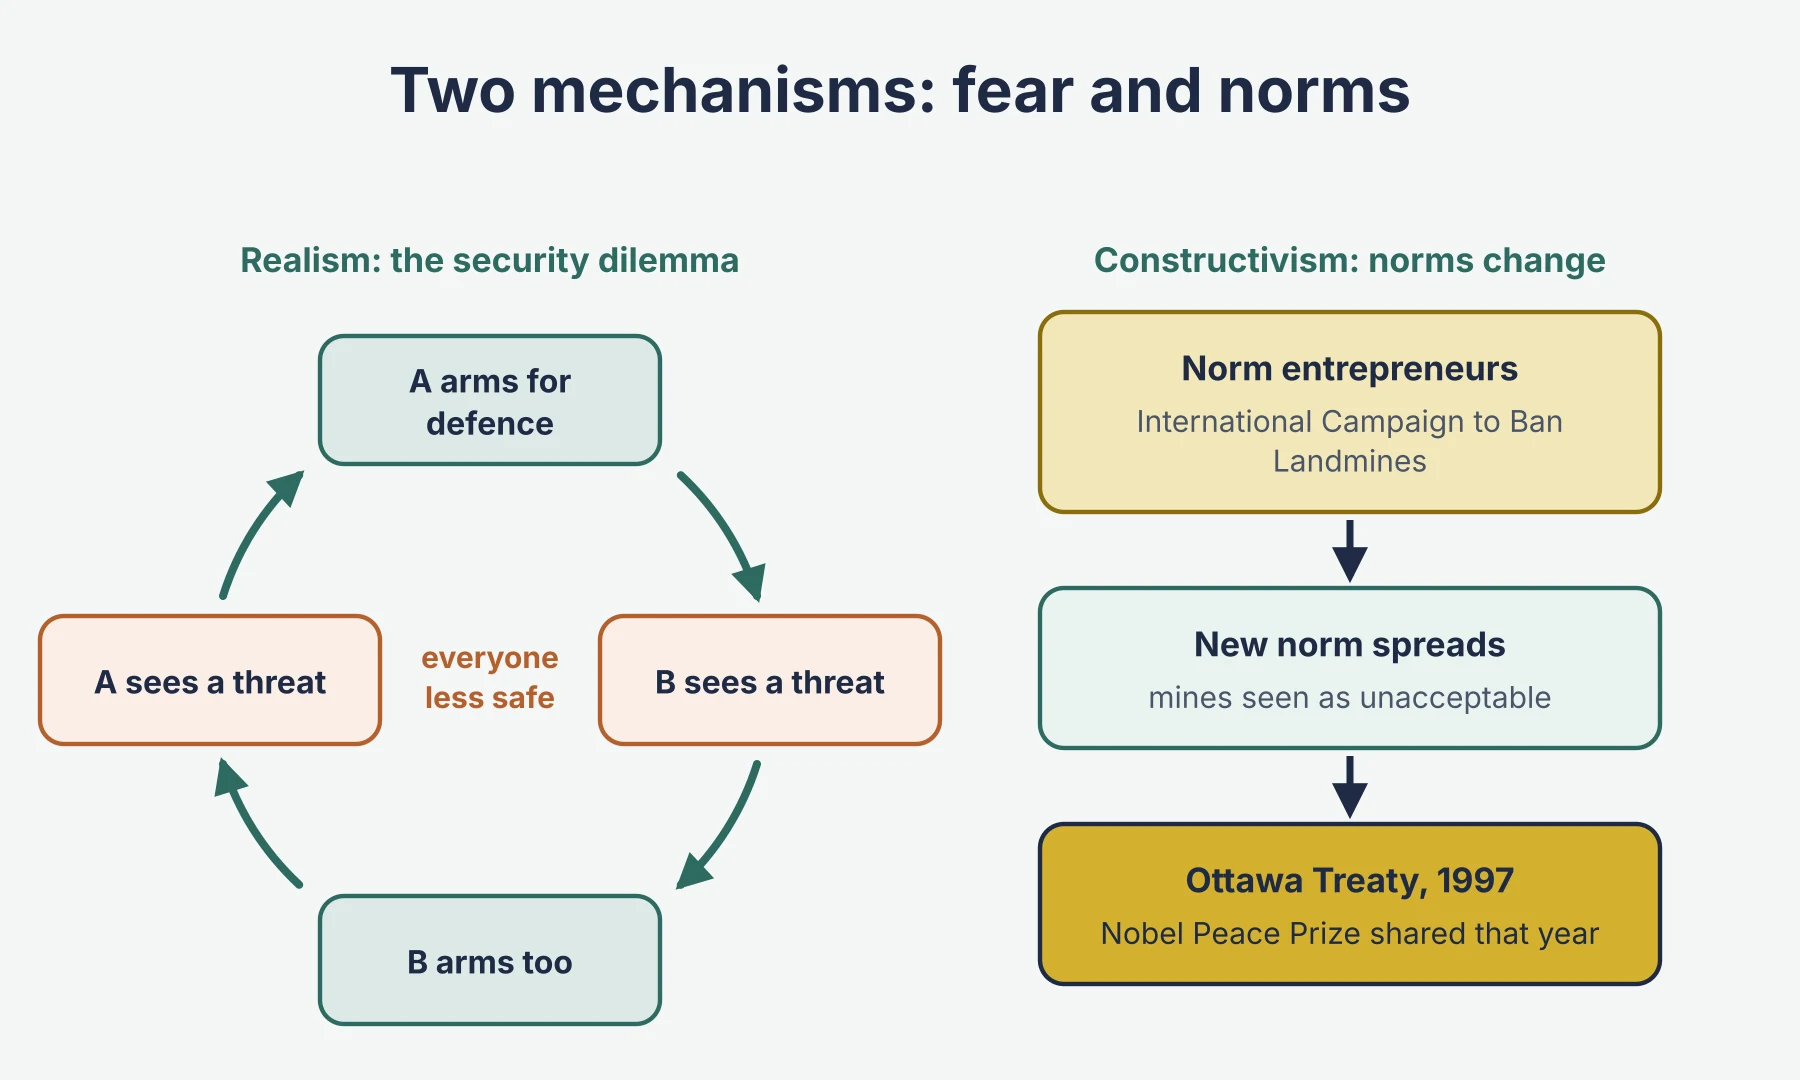 Two mechanisms: fear and norms
Realism: the security dilemma
A arms for
defence
A sees a threat
everyone
less safe
B sees a threat
B arms too
Constructivism: norms change
Norm entrepreneurs
International Campaign to Ban
Landmines
New norm spreads
mines seen as unacceptable
Ottawa Treaty, 1997
Nobel Peace Prize shared that year